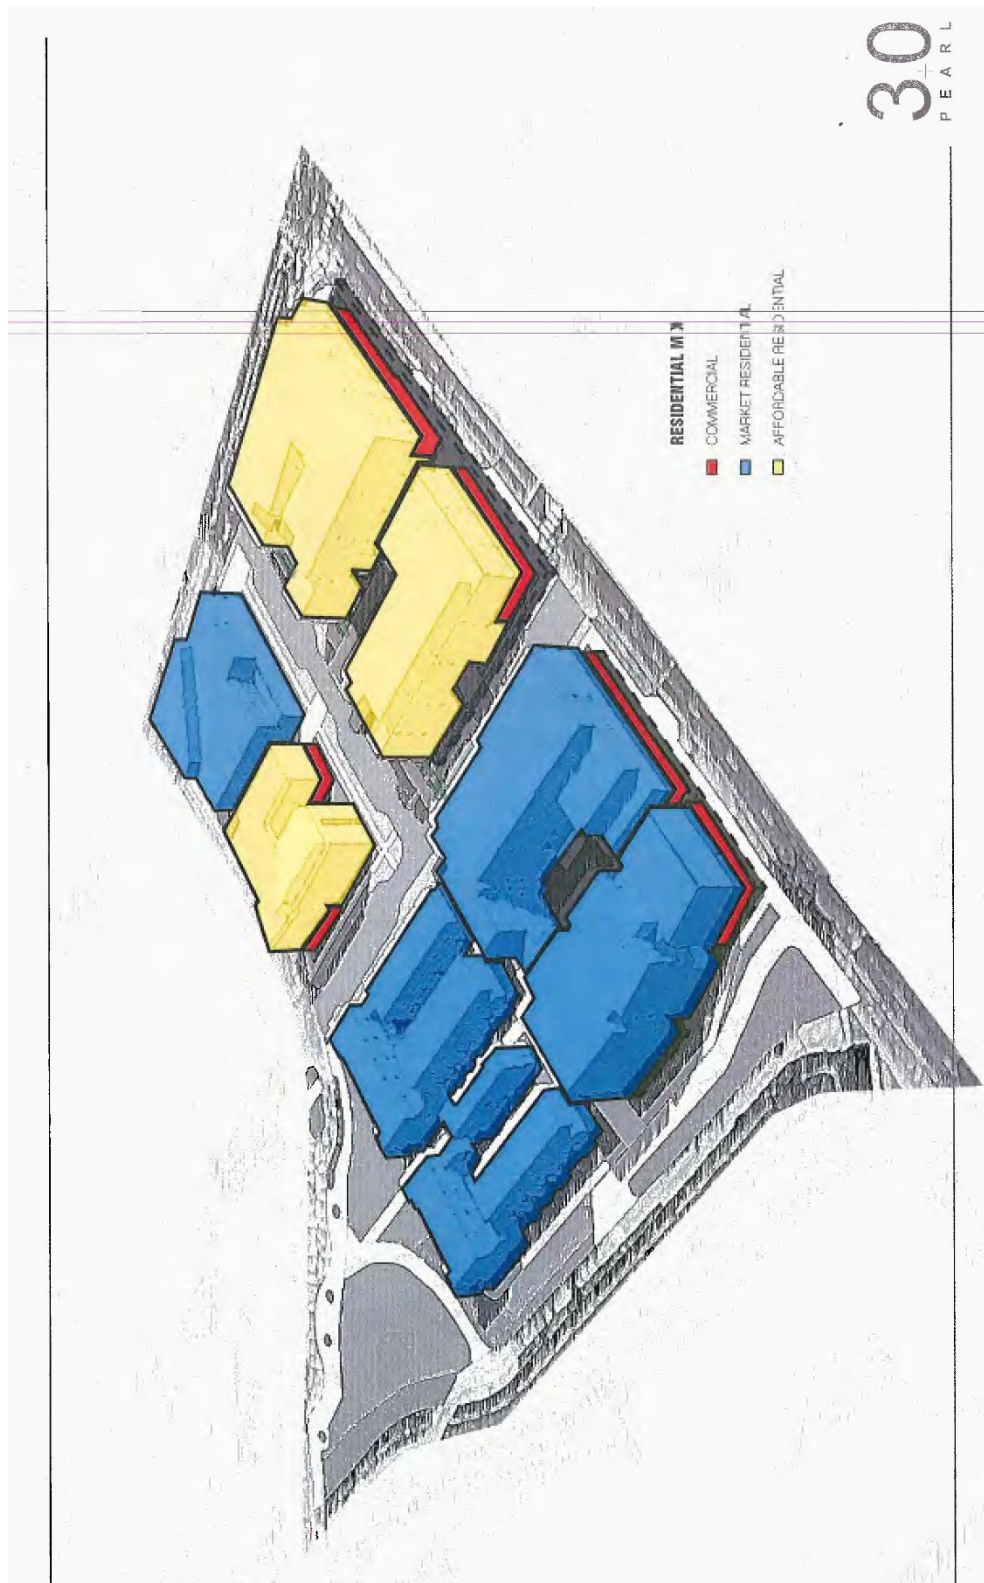 30
PEARL
RESIDENTIAL MIX
COMMERCIAL
MARKET RESIDENTIAL
AFFORDABLE RESIDENTIAL